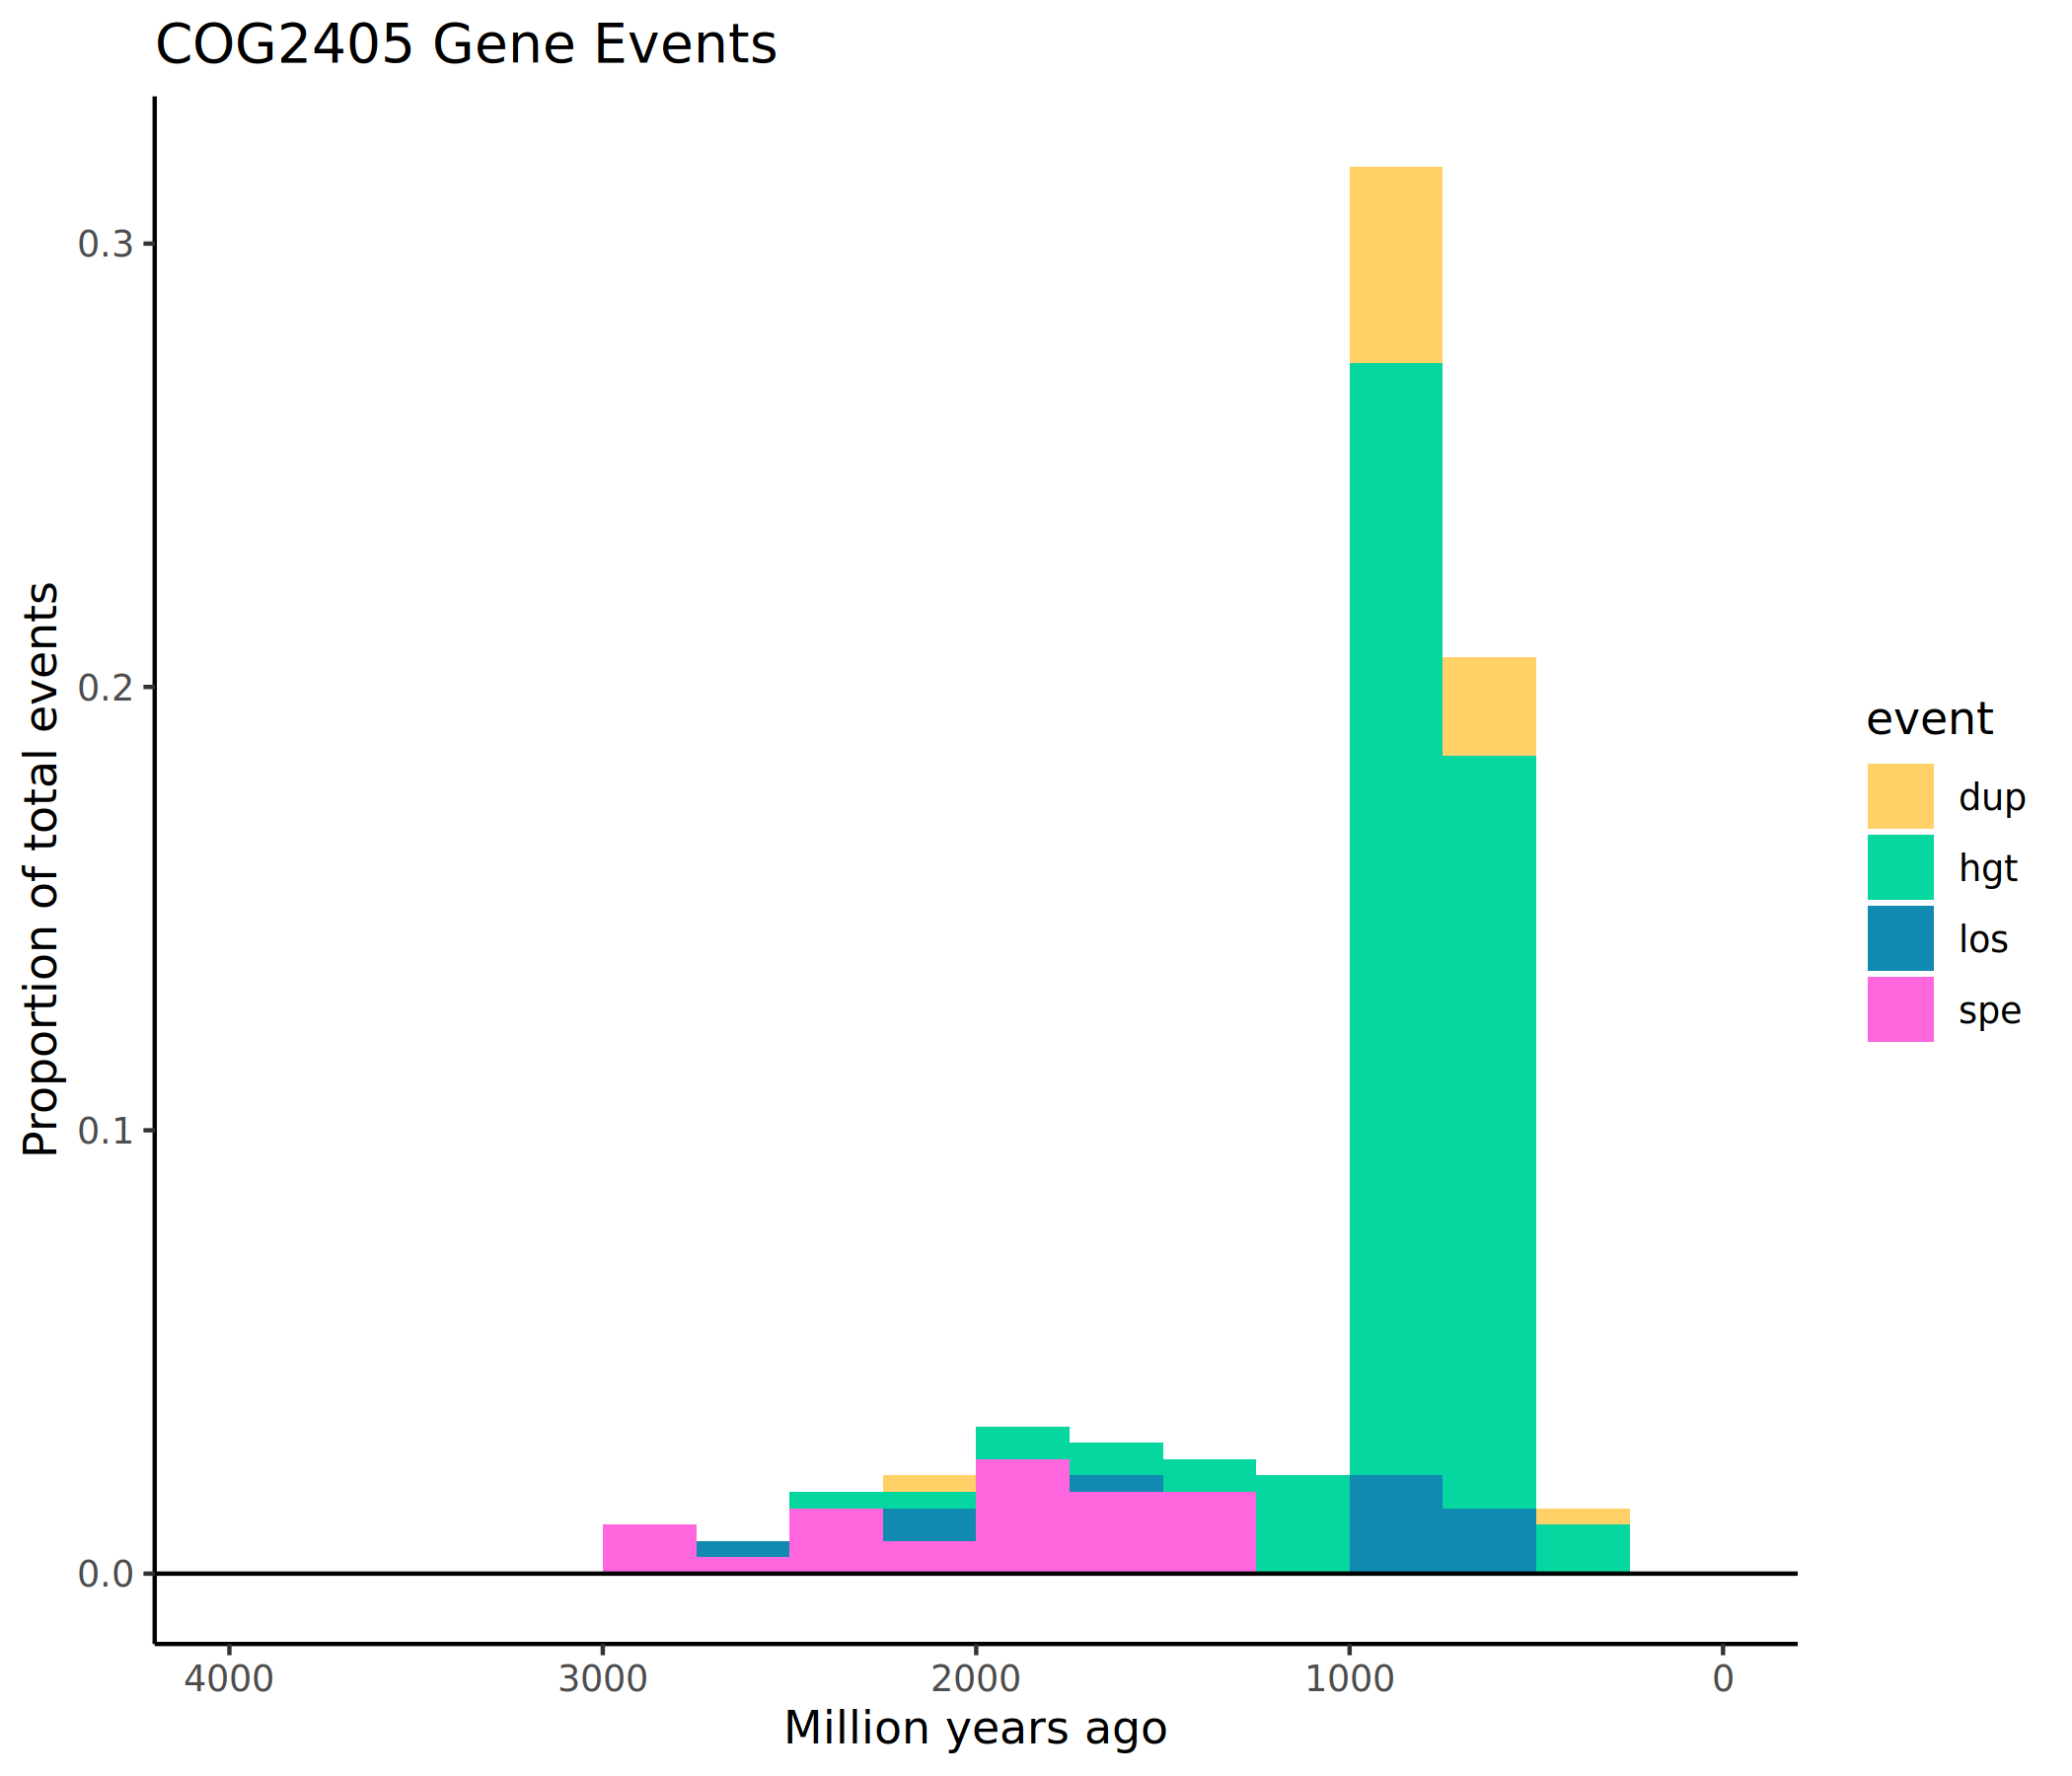 COG2405 Gene Events
Proportion of total events
0.3
0.2
0.1
0.0
4000 3000 2000 1000 0
Million years ago
event
dup
hgt
los
spe